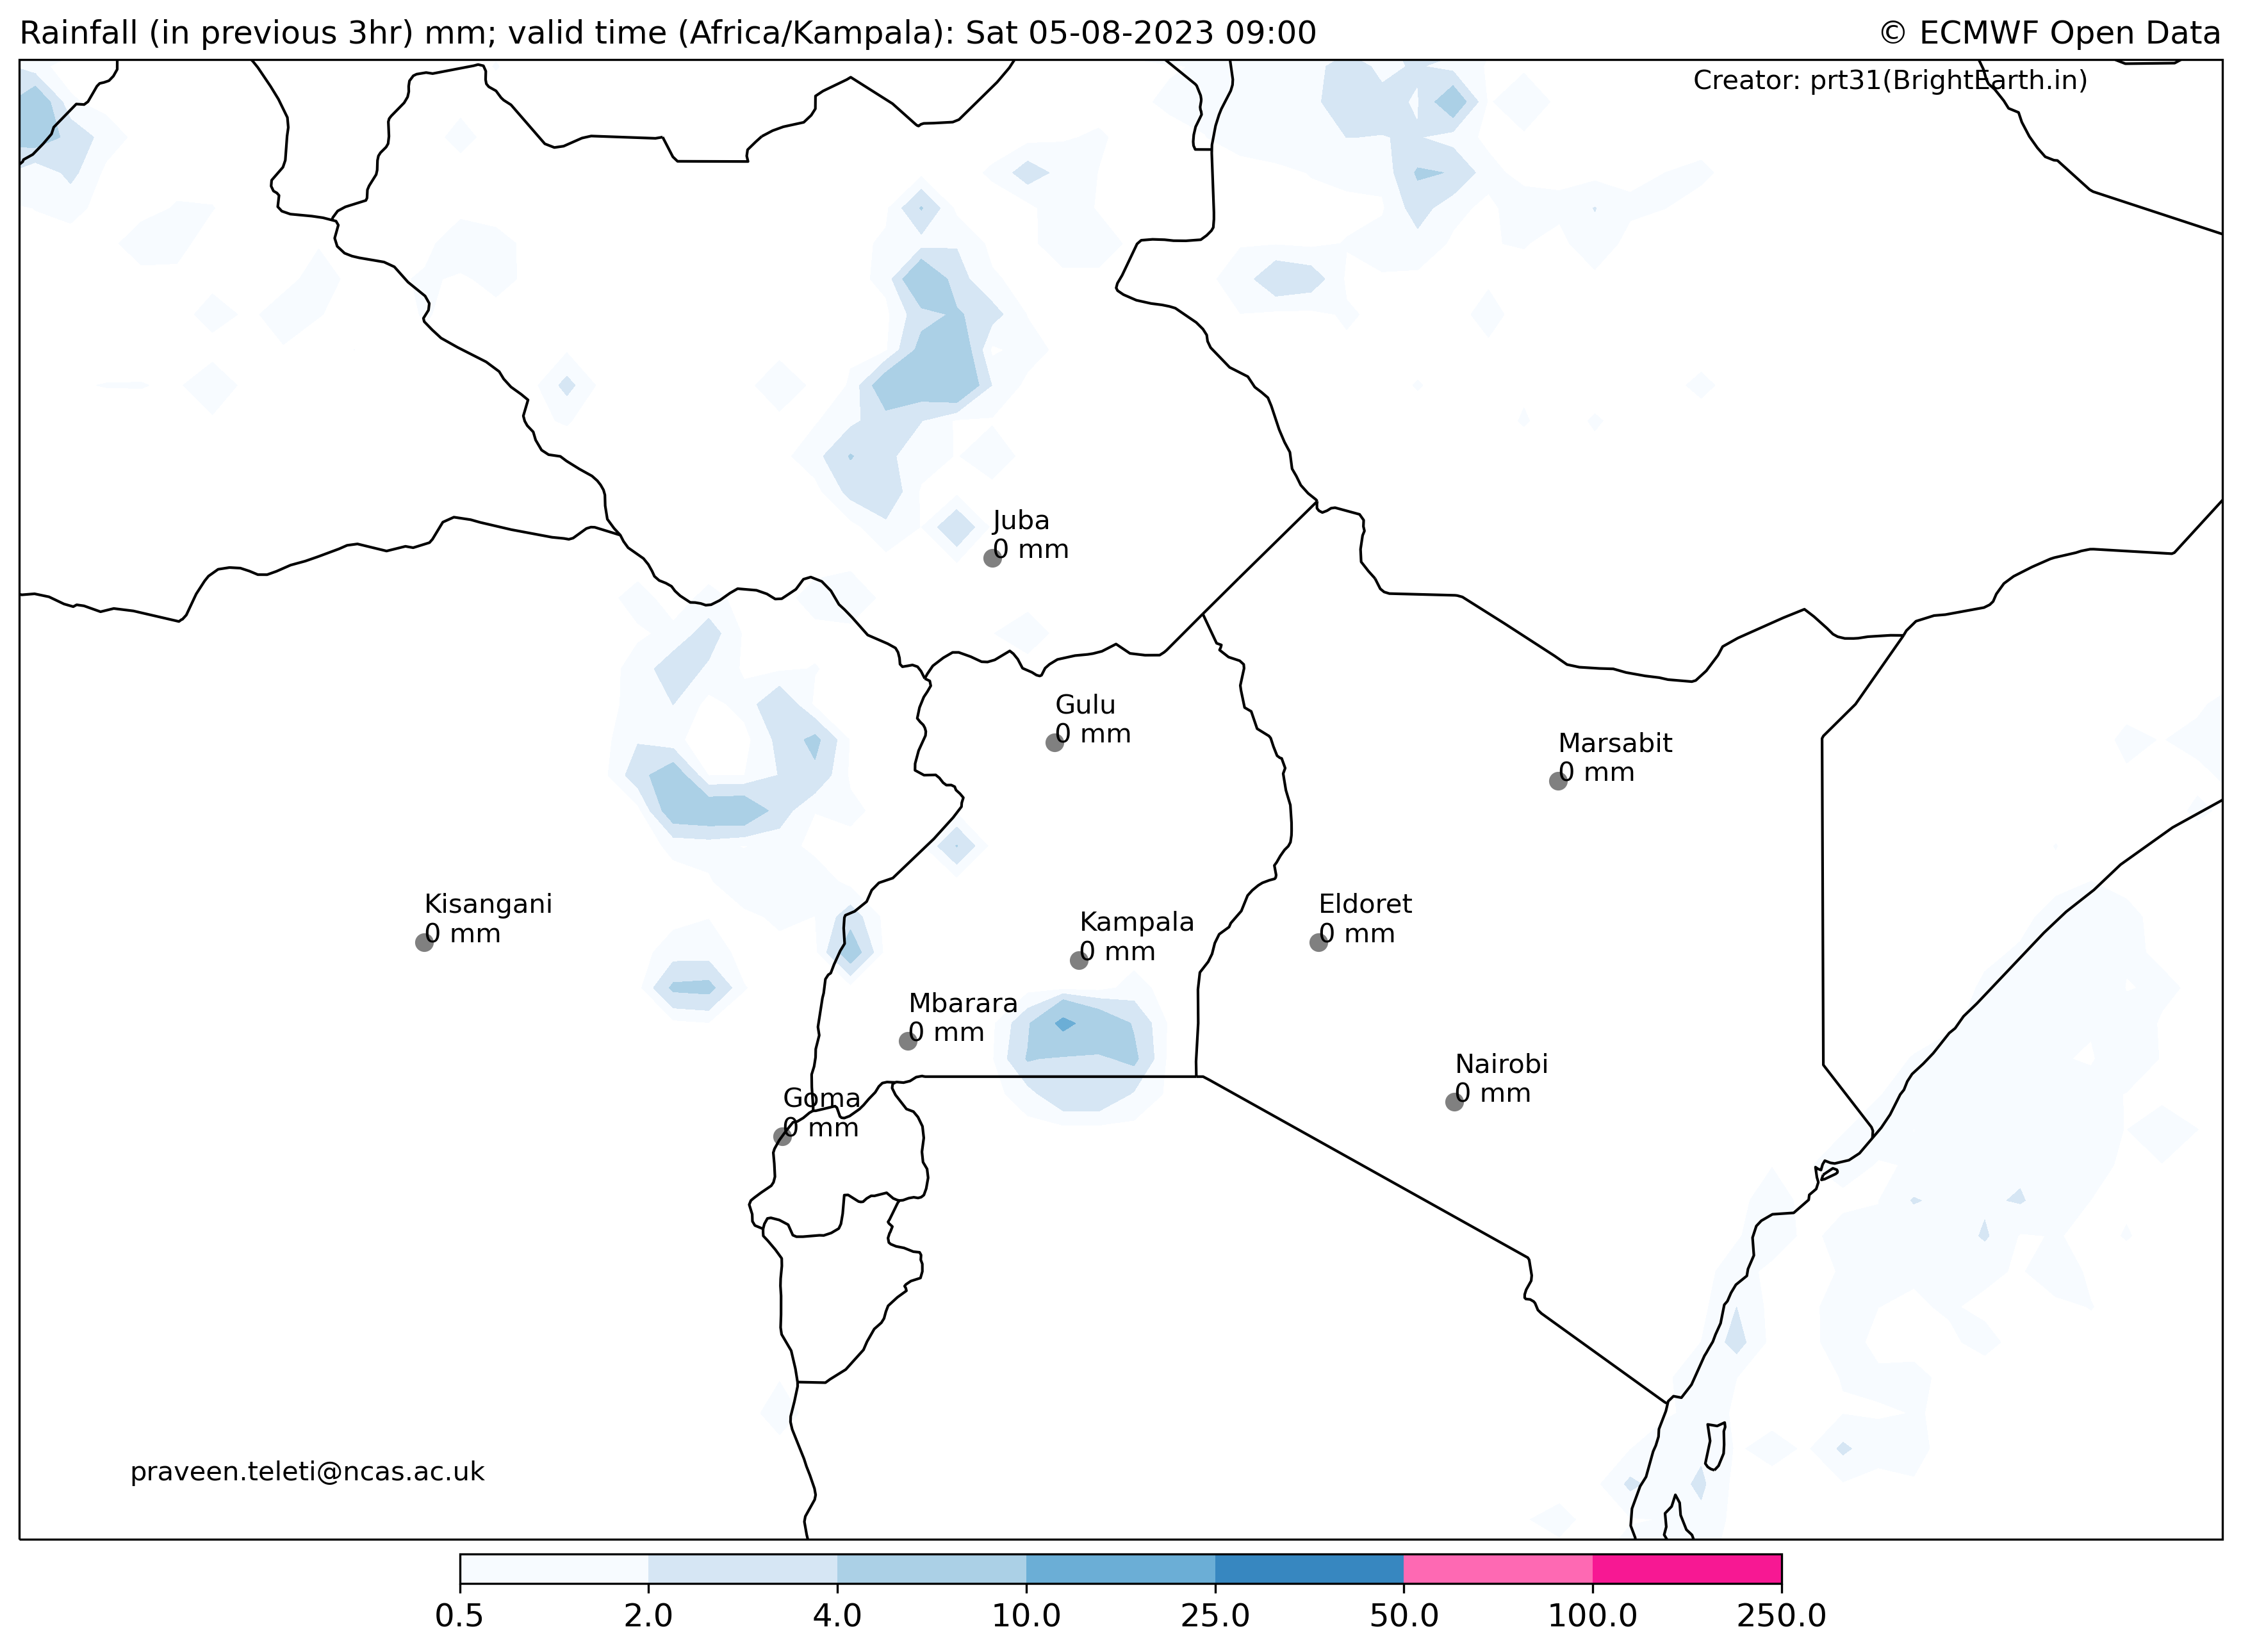 Rainfall (in previous 3hr) mm; valid time (Africa/Kampala): Sat 05-08-2023 09:00
© ECMWF Open Data
Creator: prt31(BrightEarth.in)
Juba
0 mm
Gulu
0 mm
Marsabit
0 mm
Kisangani
0 mm
Kampala
0 mm
Eldoret
0 mm
Mbarara
0 mm
Nairobi
0 mm
Goma
0 mm
praveen.teleti@ncas.ac.uk
0.5 2.0 4.0 10.0 25.0 50.0 100.0 250.0